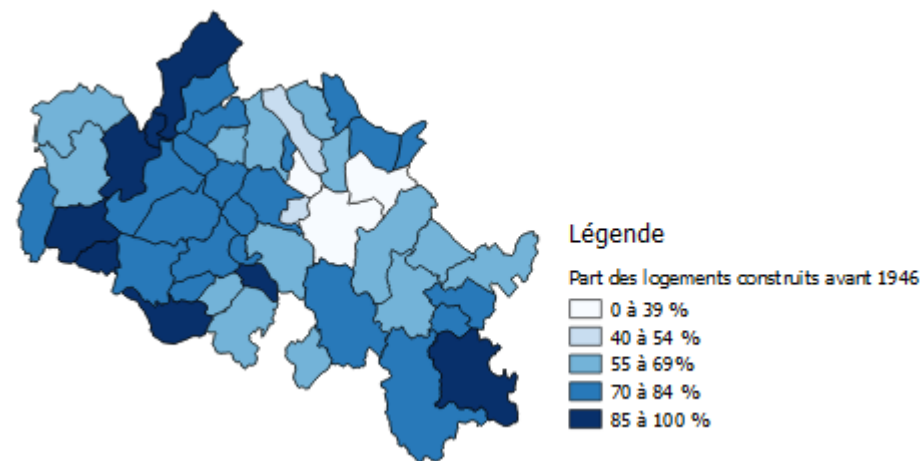 Légende
Part des logements construits avant 1946
0 à 39 %
40 à 54 %
55 à 69%
70 à 84 %
85 à 100 %